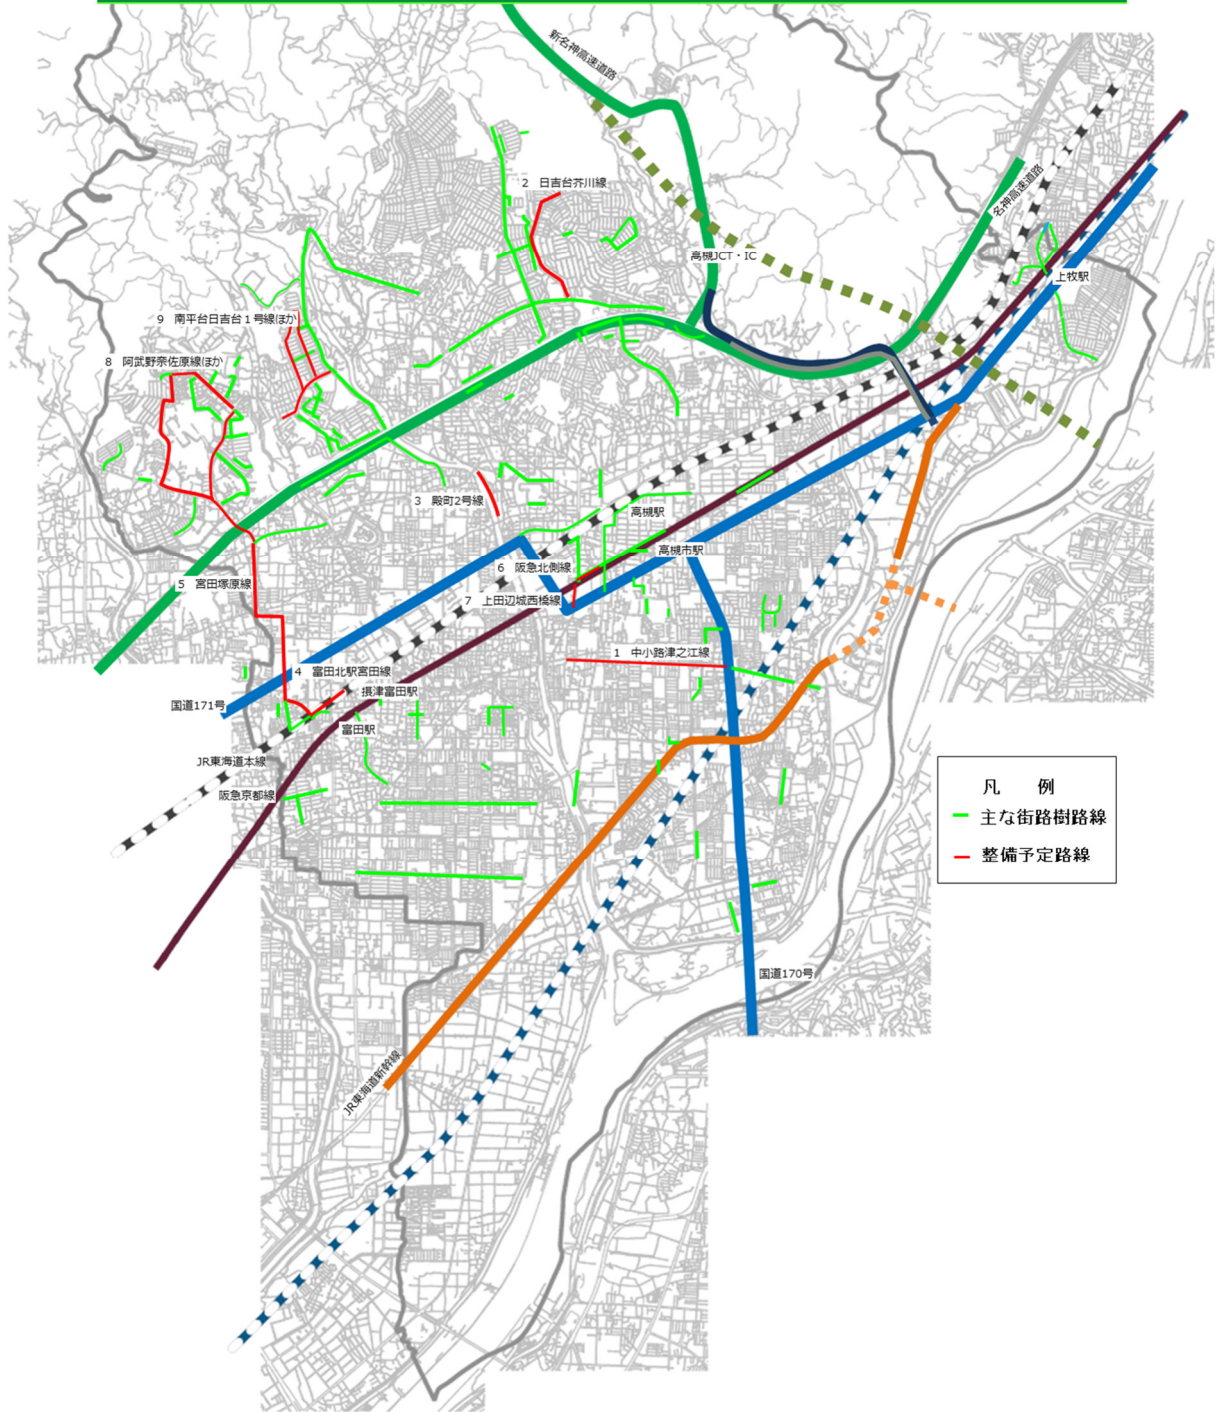 新名神高速道路
2 日吉台芥川線
名神高速道路
高槻JCT・IC
上牧駅
9 南平台日吉台1号線ほか
8 阿武野奈佐原線ほか
3 殿町2号線
高槻駅
高槻市駅
6 阪急北側線
5 宮田塚原線
7 上田辺城西橋線
1 中小路津之江線
4 富田北駅宮田線
摂津富田駅
国道171号
富田駅
JR東海道本線
阪急京都線
凡 例
主な街路樹路線
整備予定路線
国道170号
JR東海道新幹線